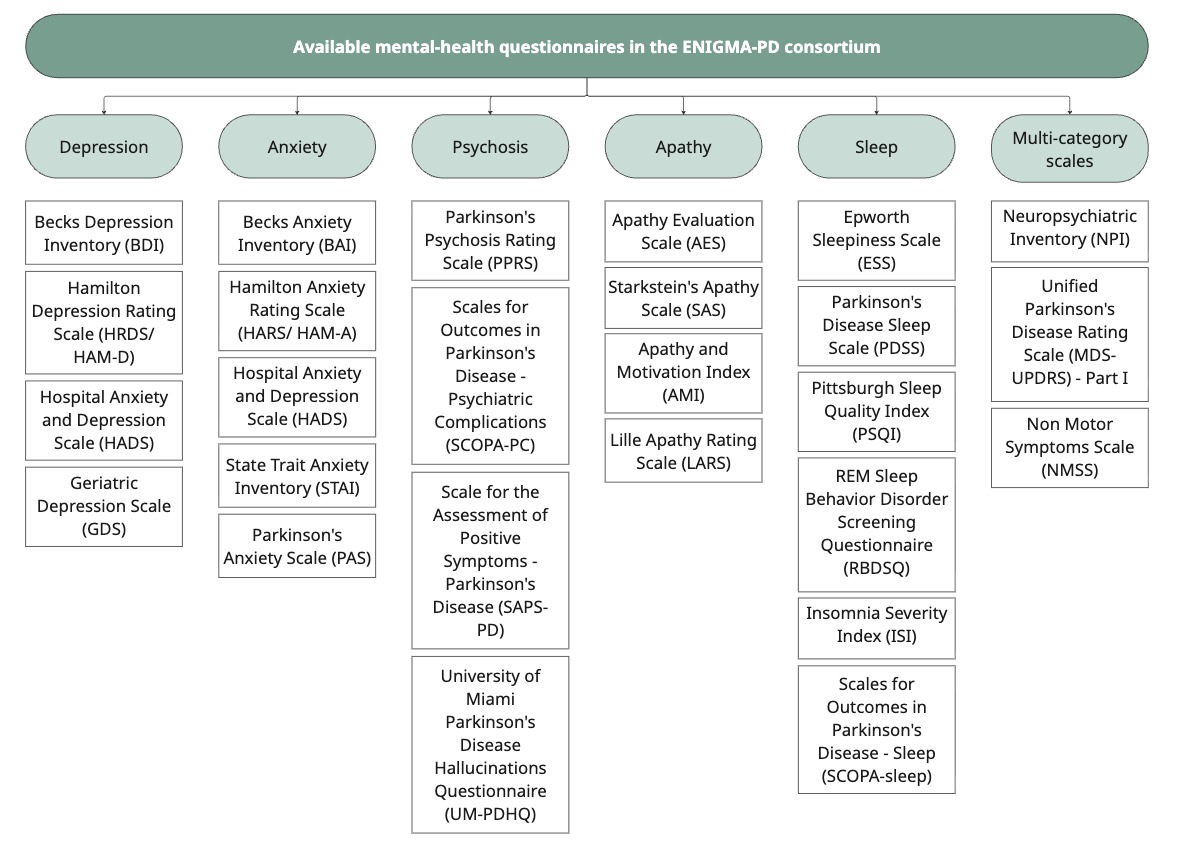 Available mental-health questionnaires in the ENIGMA-PD consortium
Depression
Becks Depression
Inventory (BDI)
Hamilton
Depression Rating
Scale (HRDS/
HAM-D)
Hospital Anxiety
and Depression
Scale (HADS)
Geriatric
Depression Scale
(GDS)
Anxiety
Becks Anxiety
Inventory (BAI)
Hamilton Anxiety
Rating Scale
(HARS/ HAM-A)
Hospital Anxiety
and Depression
Scale (HADS)
State Trait Anxiety
Inventory (STAI)
Parkinson's
Anxiety Scale (PAS)
Psychosis
Parkinson's
Psychosis Rating
Scale (PPRS)
Scales for
Outcomes in
Parkinson's
Disease -
Psychiatric
Complications
(SCOPA-PC)
Scale for the
Assessment of
Positive
Symptoms -
Parkinson's
Disease (SAPS-
PD)
University of
Miami
Parkinson's
Disease
Hallucinations
Questionnaire
(UM-PDHQ)
Apathy
Apathy Evaluation
Scale (AES)
Starkstein's Apathy
Scale (SAS)
Apathy and
Motivation Index
(AMI)
Lille Apathy Rating
Scale (LARS)
Sleep
Epworth
Sleepiness Scale
(ESS)
Parkinson's
Disease Sleep
Scale (PDSS)
Pittsburgh Sleep
Quality Index
(PSQI)
REM Sleep
Behavior Disorder
Screening
Questionnaire
(RBDSQ)
Insomnia Severity
Index (ISI)
Scales for
Outcomes in
Parkinson's
Disease - Sleep
(SCOPA-sleep)
Multi-category
scales
Neuropsychiatric
Inventory (NPI)
Unified
Parkinson's
Disease Rating
Scale (MDS-
UPDRS) - Part I
Non Motor
Symptoms Scale
(NMSS)